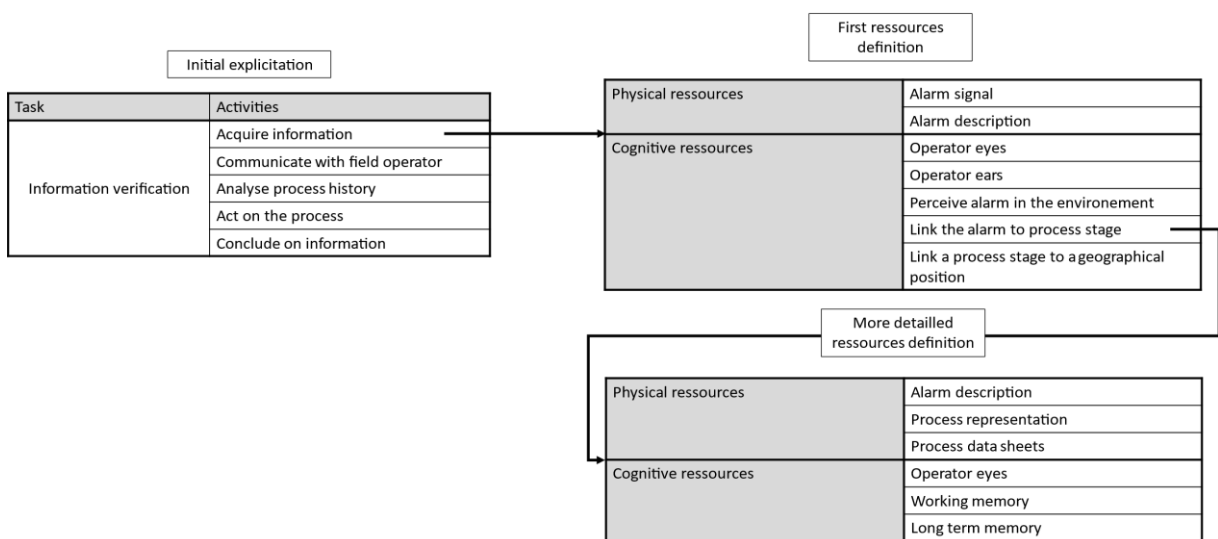 Initial explicitation
Task Activities
Information verification
Acquire information
Communicate with field operator
Analyse process history
Act on the process
Conclude on information
First ressources
definition
Physical ressources
Alarm signal
Alarm description
Cognitive ressources
Operator eyes
Operator ears
Perceive alarm in the environement
Link the alarm to process stage
Link a process stage to a geographical
position
More detailled
ressources definition
Physical ressources
Alarm description
Process representation
Process data sheets
Cognitive ressources
Operator eyes
Working memory
Long term memory